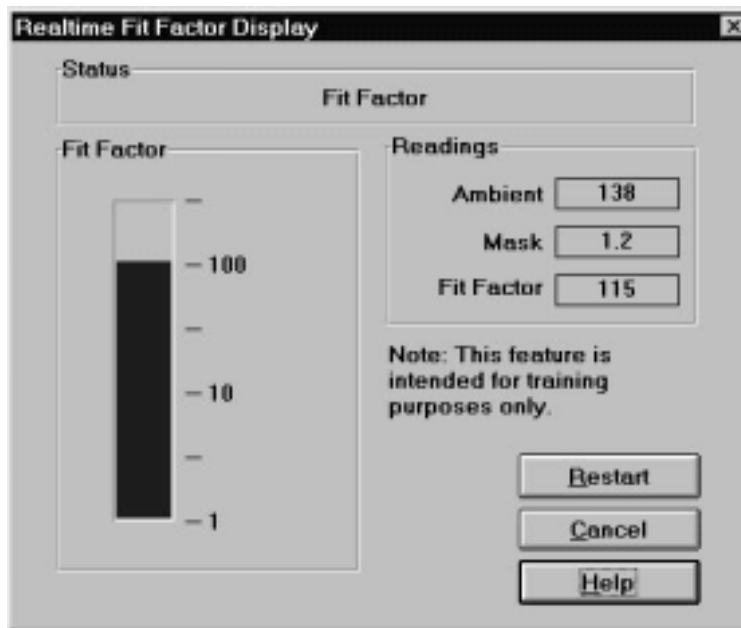 Realtime Fit Factor Display
Status
Fit Factor
Fit Factor
100
10
1
Readings
Ambient 138
Mask 1.2
Fit Factor 115
Note: This feature is
intended for training
purposes only.
Restart
Cancel
Help